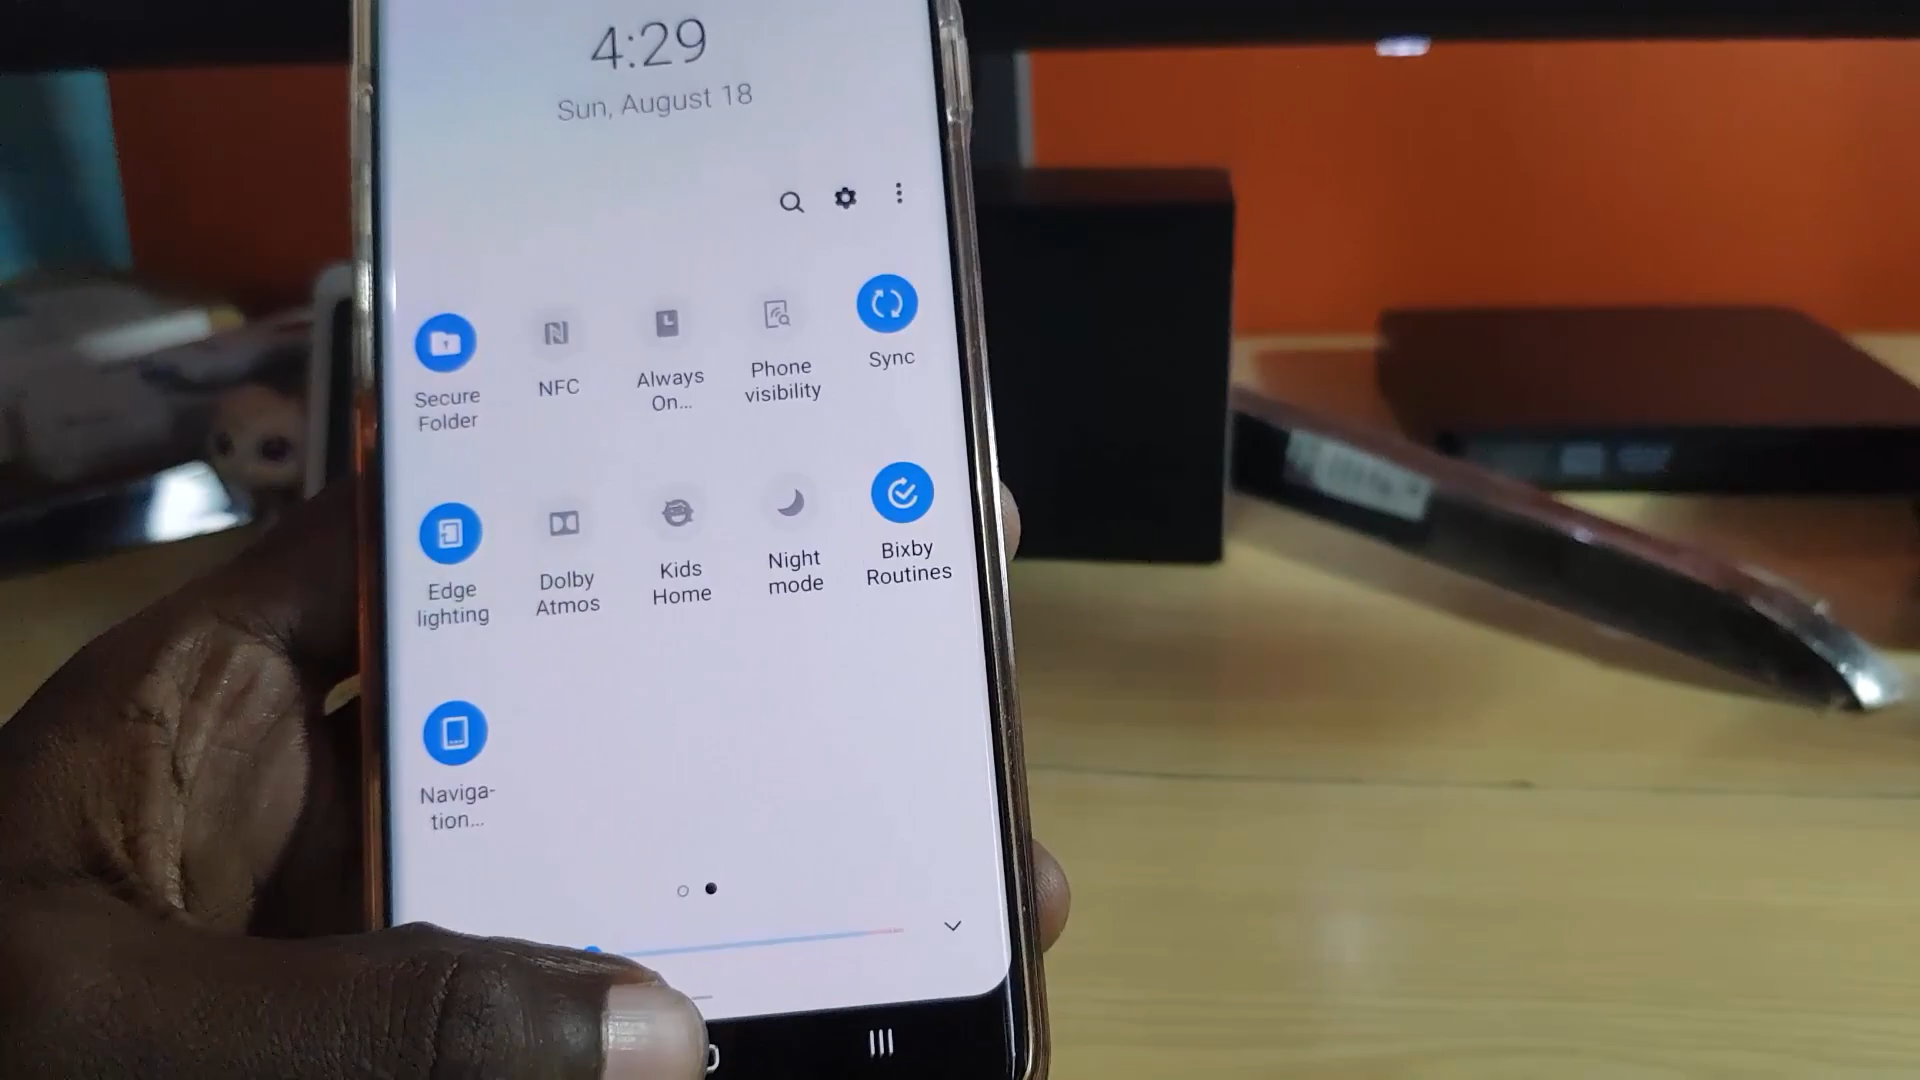 4:29
Sun, August 18
Secure
Folder
NFC
Always
On...
Phone
visibility
Sync
Edge
lighting
Dolby
Atmos
Kids
Home
Night
mode
Bixby
Routines
Naviga-
tion...